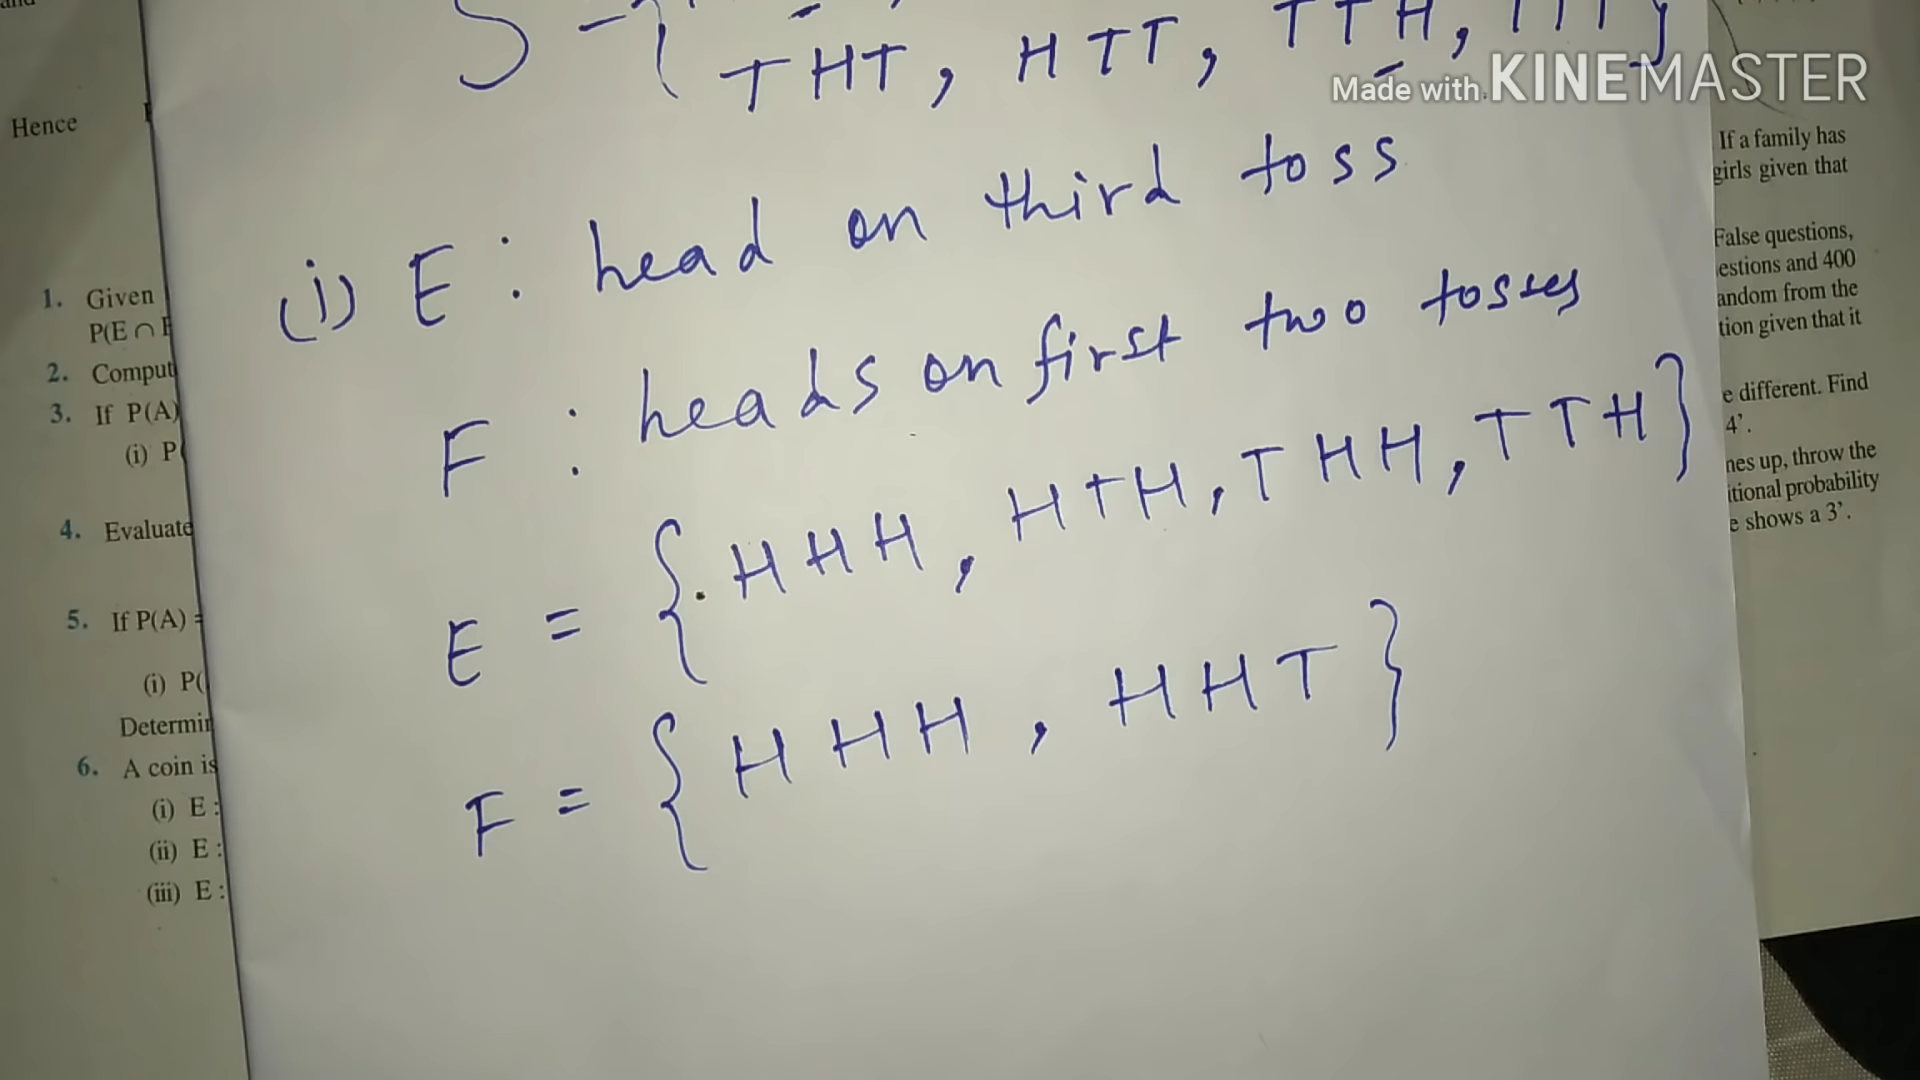 S = {
THT, HTT, TTH, TTT}
Made with KINEMASTER
Hence
(i) E : head on third toss
F : heads on first two tosses
E = {HHH, HTH, THH, TTH}
F = {HHH, HHT}
1. Given
P(E ∩
2. Comput
3. If P(A)
(i) P(
4. Evaluate
5. If P(A) =
(i) P(
Determin
6. A coin is
(i) E :
(ii) E :
(iii) E :
If a family has
girls given that
False questions,
estions and 400
andom from the
tion given that it
e different. Find
4’.
nes up, throw the
itional probability
e shows a 3’.